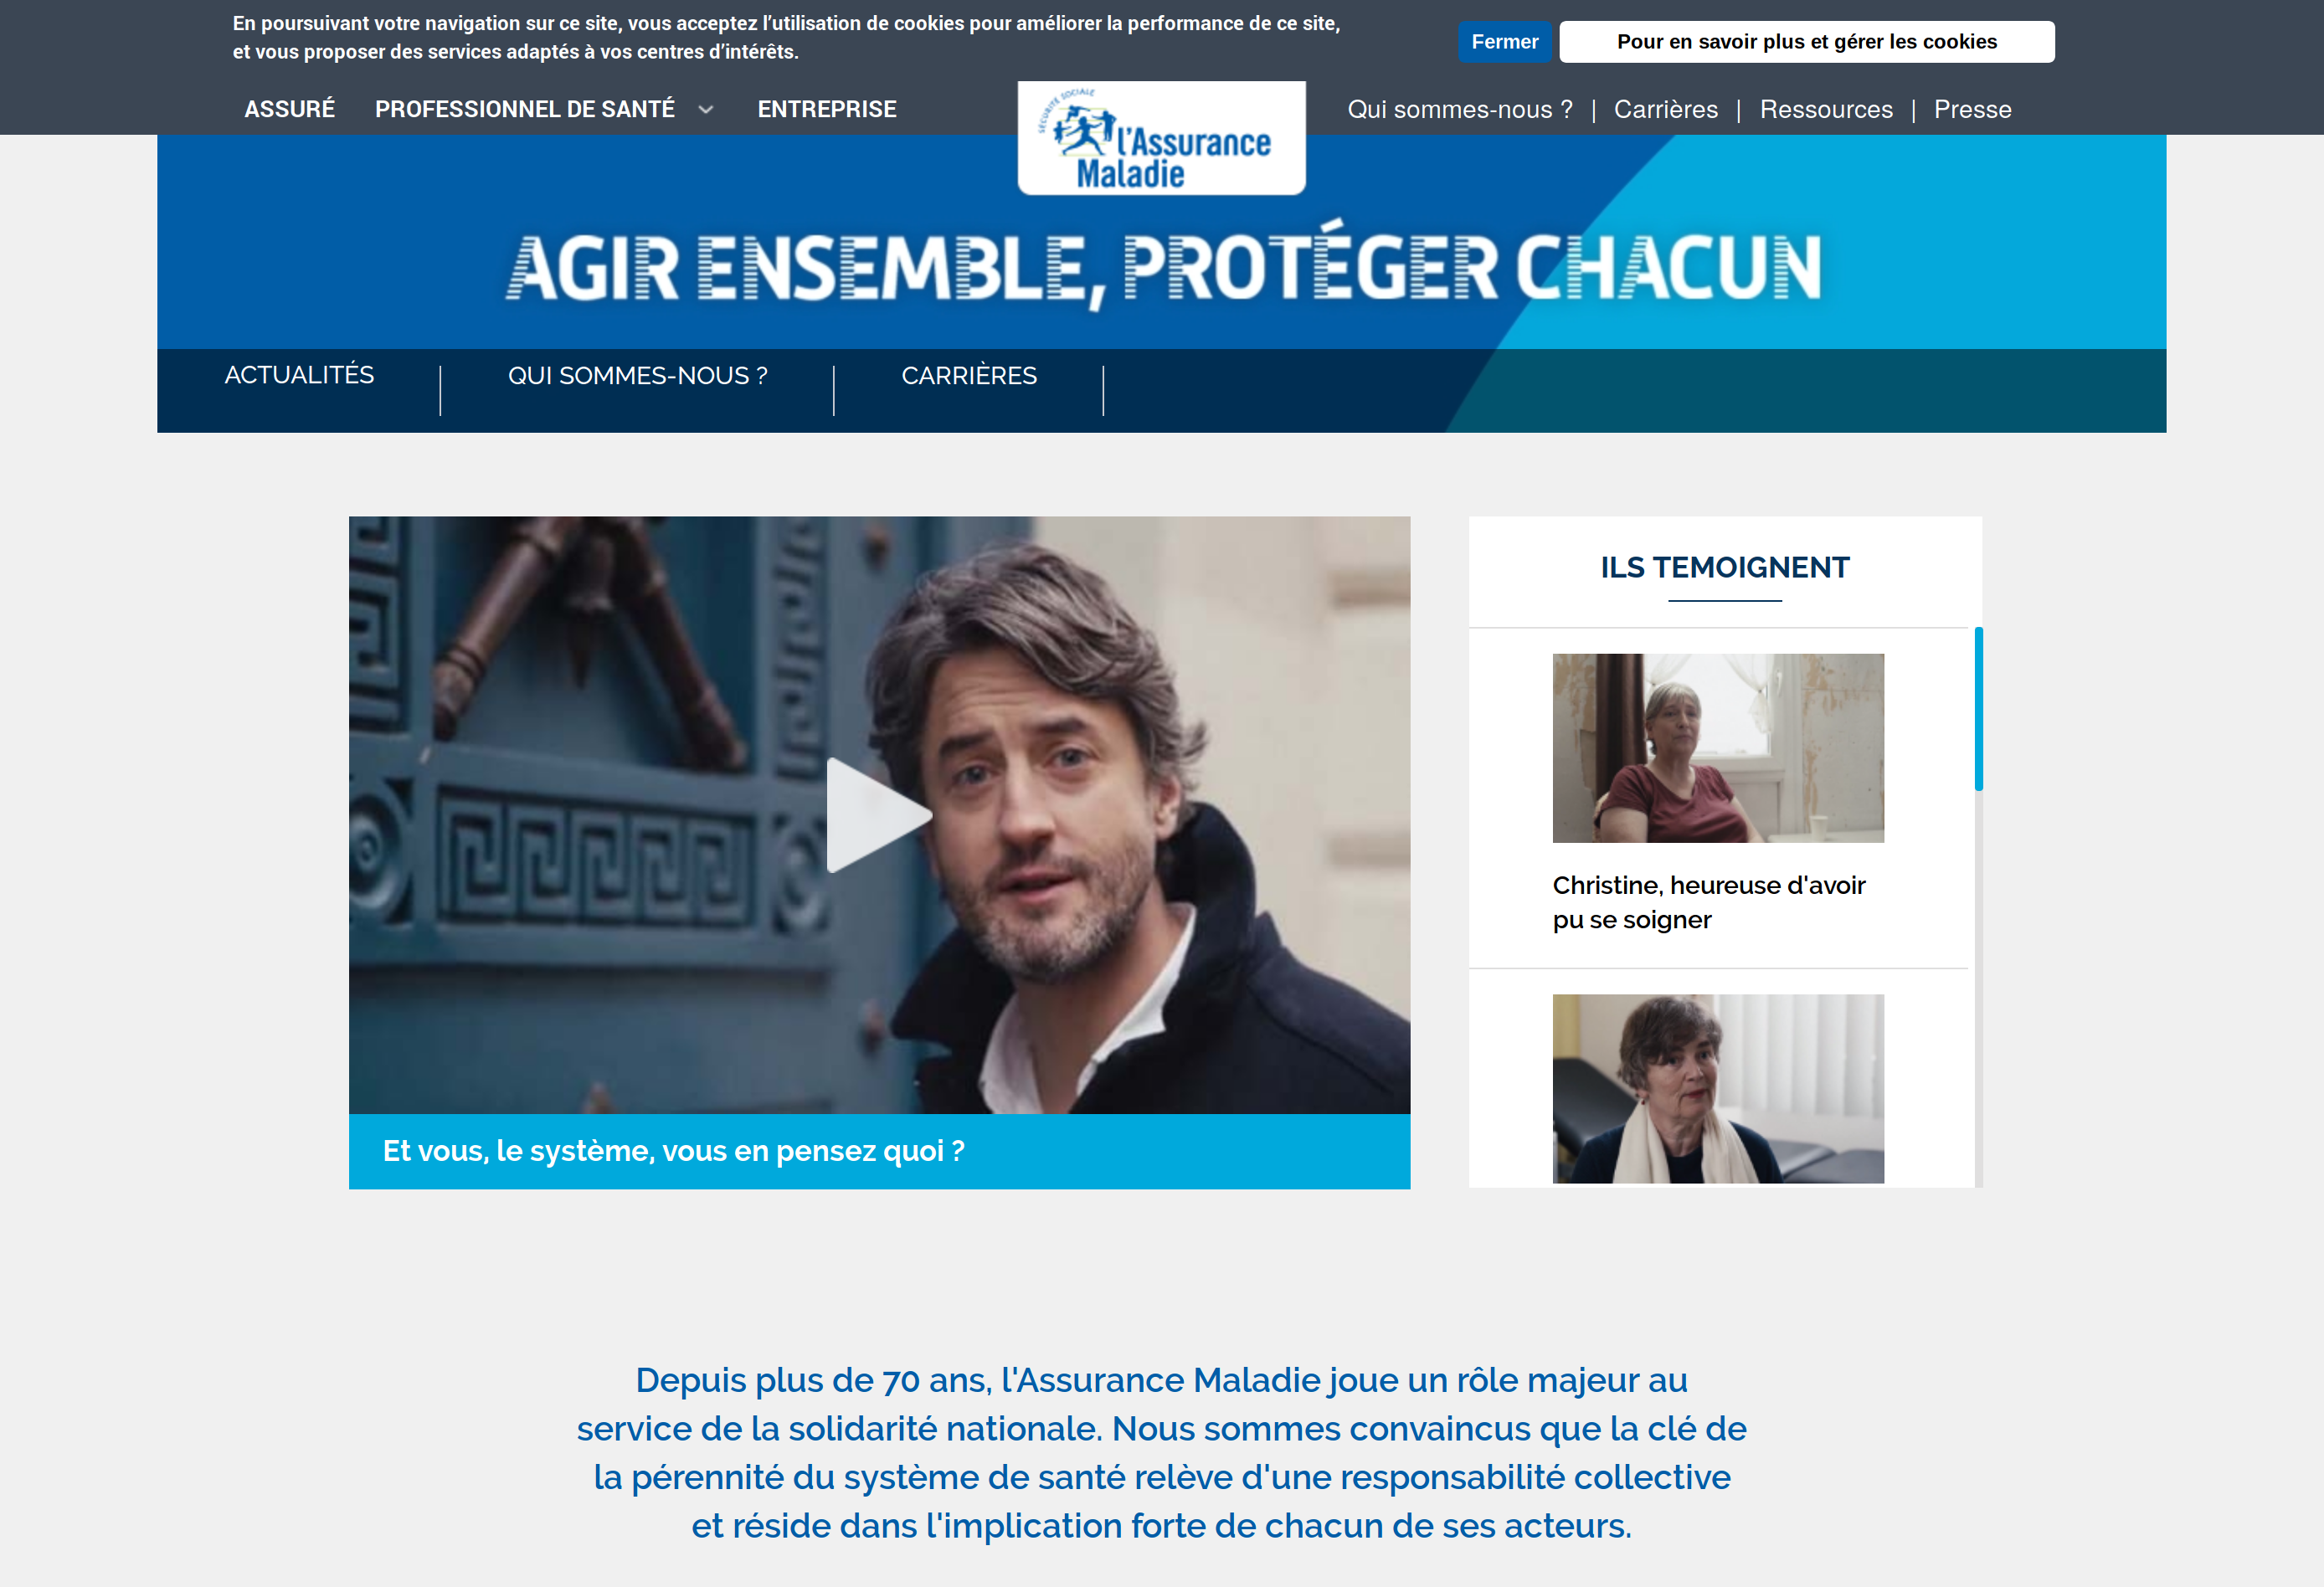 En poursuivant votre navigation sur ce site, vous acceptez l’utilisation de cookies pour améliorer la performance de ce site,
et vous proposer des services adaptés à vos centres d’intérêts.
Fermer
Pour en savoir plus et gérer les cookies
ASSURÉ
PROFESSIONNEL DE SANTÉ
ENTREPRISE
SÉCURITÉ SOCIALE
l'Assurance
Maladie
Qui sommes-nous ? | Carrières | Ressources | Presse
AGIR ENSEMBLE, PROTÉGER CHACUN
ACTUALITÉS
QUI SOMMES-NOUS ?
CARRIÈRES
ILS TEMOIGNENT
Christine, heureuse d'avoir
pu se soigner
Et vous, le système, vous en pensez quoi ?
Depuis plus de 70 ans, l'Assurance Maladie joue un rôle majeur au
service de la solidarité nationale. Nous sommes convaincus que la clé de
la pérennité du système de santé relève d'une responsabilité collective
et réside dans l'implication forte de chacun de ses acteurs.